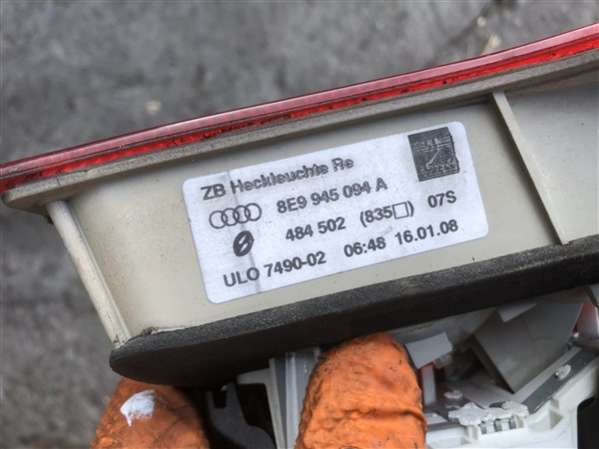 ZB Heckleuchte Re
8E9 945 094 A
484 502 (835□) 07S
ULO 7490-02 06:48 16.01.08